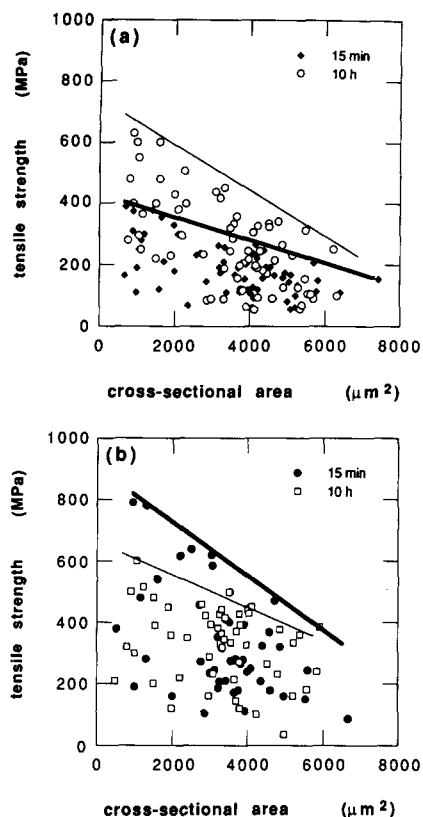 (a)
15 min
10 h
tensile strength (MPa)
1000
800
600
400
200
0
0 2000 4000 6000 8000
cross-sectional area (μm²)
(b)
15 min
10 h
tensile strength (MPa)
1000
800
600
400
200
0
0 2000 4000 6000 8000
cross-sectional area (μm²)